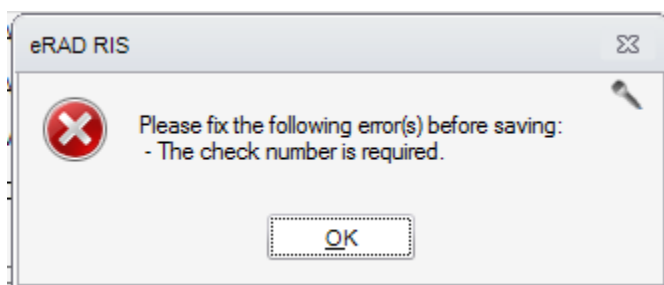 eRAD RIS
Please fix the following error(s) before saving:
- The check number is required.
OK